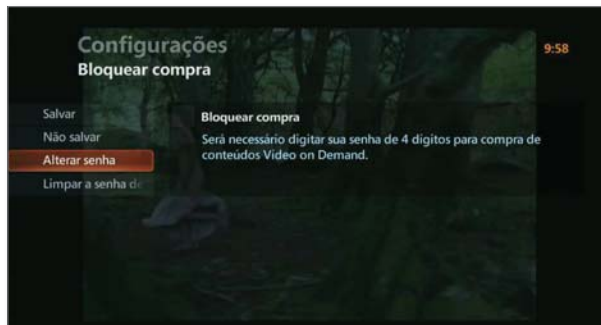 Configurações
9:58
Bloquear compra
Salvar
Não salvar
Alterar senha
Limpar a senha de
Bloquear compra
Será necessário digitar sua senha de 4 digitos para compra de
conteúdos Video on Demand.